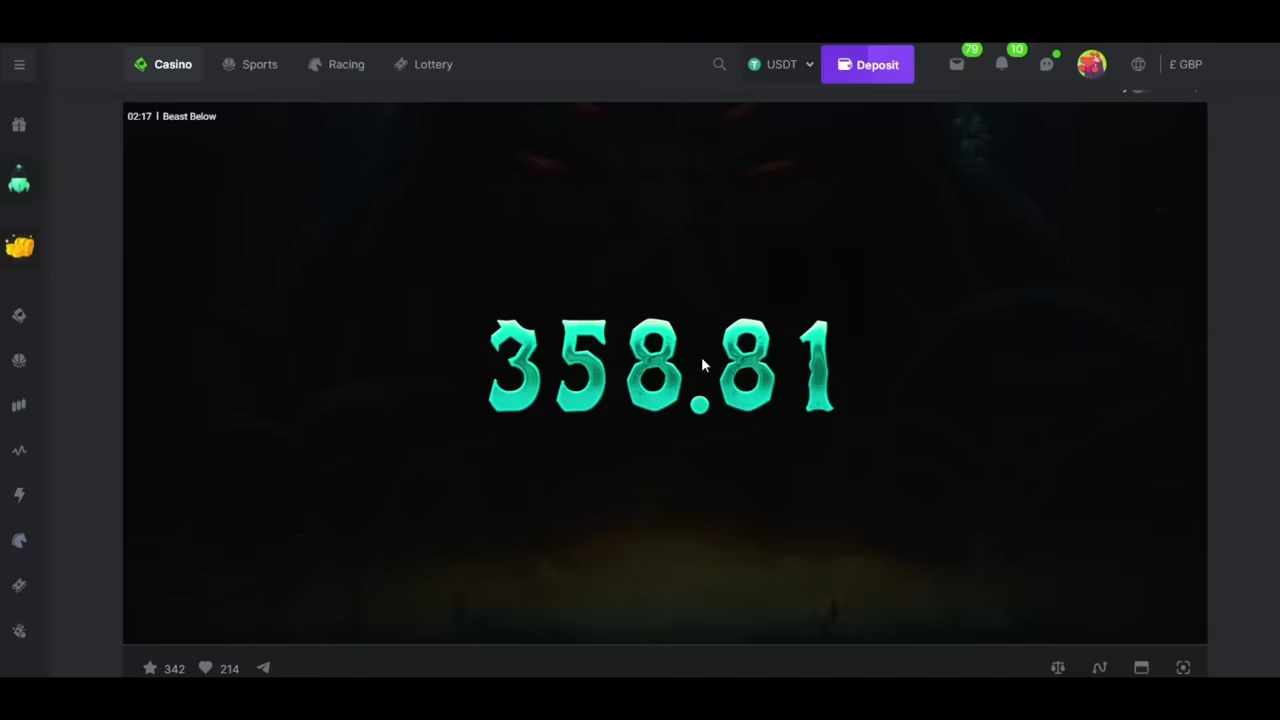 Casino Sports Racing Lottery USDT Deposit 79 10 £ GBP
02:17 | Beast Below
358.81
342 214